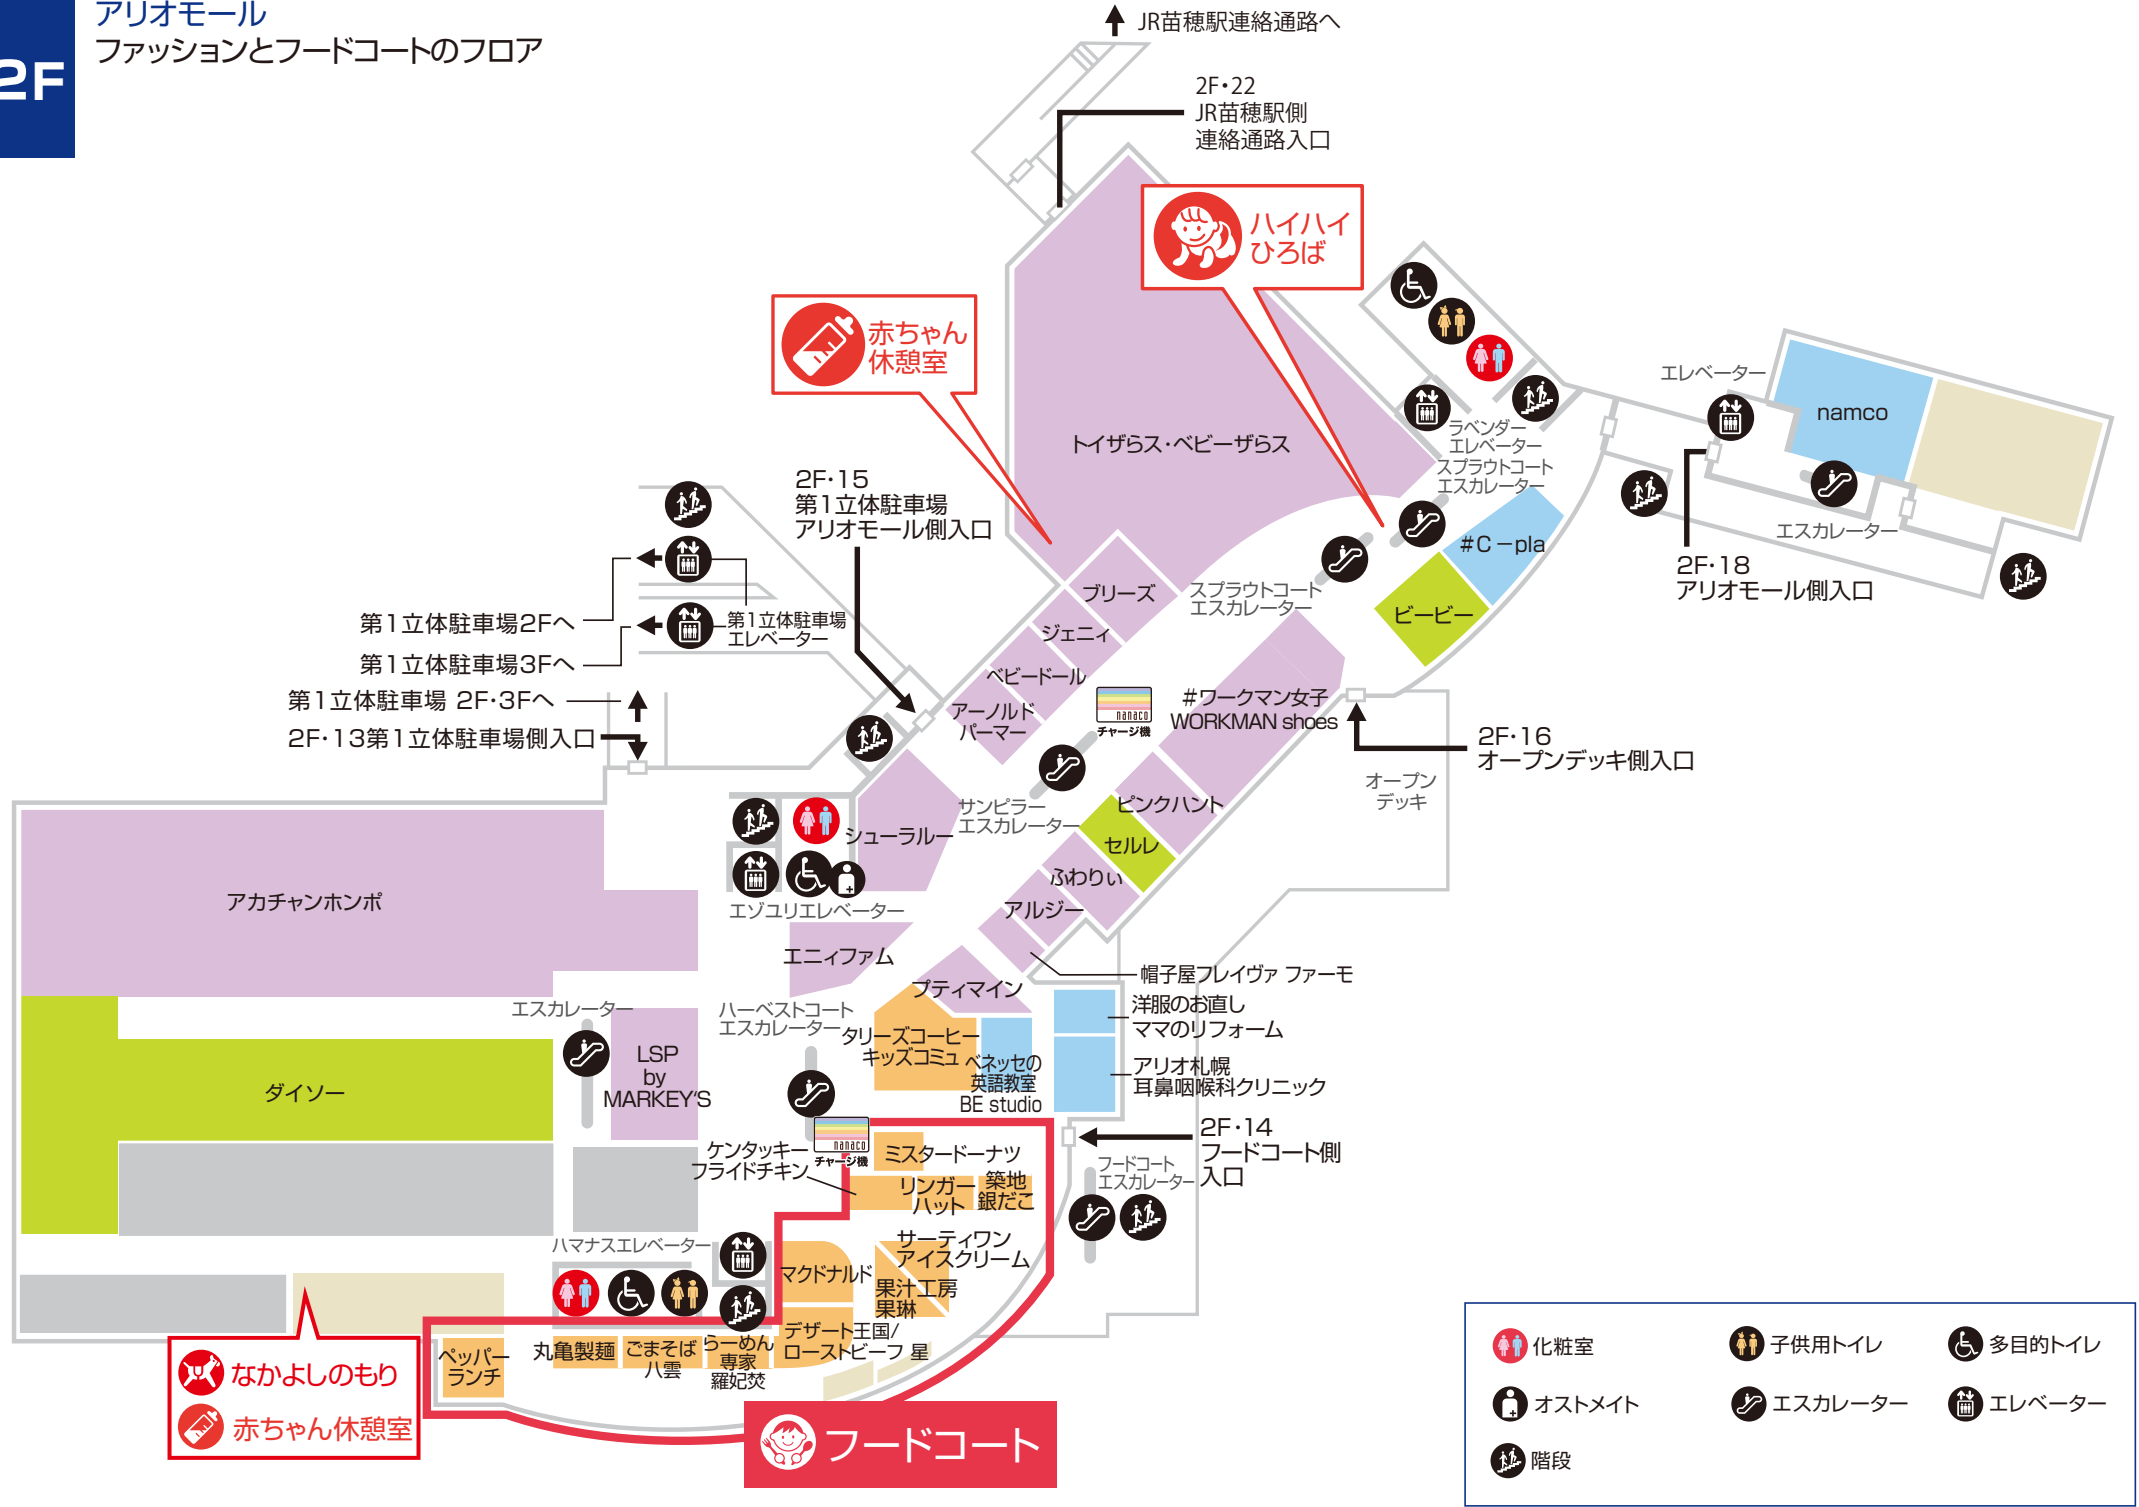 2F
アリオモール
ファッションとフードコートのフロア
JR苗穂駅連絡通路へ
2F・22
JR苗穂駅側
連絡通路入口
ハイハイ
ひろば
赤ちゃん
休憩室
トイザらス・ベビーザらス
ラベンダー
エレベーター
スプラウトコート
エスカレーター
エレベーター
namco
エスカレーター
2F・18
アリオモール側入口
#C－pla
ビービー
スプラウトコート
エスカレーター
2F・15
第1立体駐車場
アリオモール側入口
第1立体駐車場2Fへ
第1立体駐車場
エレベーター
第1立体駐車場3Fへ
第1立体駐車場 2F・3Fへ
2F・13第1立体駐車場側入口
ブリーズ
ジェニィ
ベビードール
アーノルド
パーマー
nanaco
チャージ機
#ワークマン女子
WORKMAN shoes
2F・16
オープンデッキ側入口
オープン
デッキ
サンピラー
エスカレーター
ピンクハント
セルレ
ふわりぃ
アルジー
帽子屋フレイヴァ ファーモ
シューラルー
エゾユリエレベーター
エニィファム
プティマイン
アカチャンホンポ
ダイソー
エスカレーター
LSP
by
MARKEY'S
ハーベストコート
エスカレーター
タリーズコーヒー
キッズコミュ
ベネッセの
英語教室
BE studio
洋服のお直し
ママのリフォーム
アリオ札幌
耳鼻咽喉科クリニック
2F・14
フードコート側
入口
フードコート
エスカレーター
nanaco
チャージ機
ケンタッキー
フライドチキン
ミスタードーナツ
リンガー
ハット
築地
銀だこ
サーティワン
アイスクリーム
果汁工房
果琳
マクドナルド
デザート王国/
ローストビーフ 星
ハマナスエレベーター
ペッパー
ランチ
丸亀製麺
ごまそば
八雲
らーめん
専家
羅妃焚
なかよしのもり
赤ちゃん休憩室
フードコート
化粧室
子供用トイレ
多目的トイレ
オストメイト
エスカレーター
エレベーター
階段